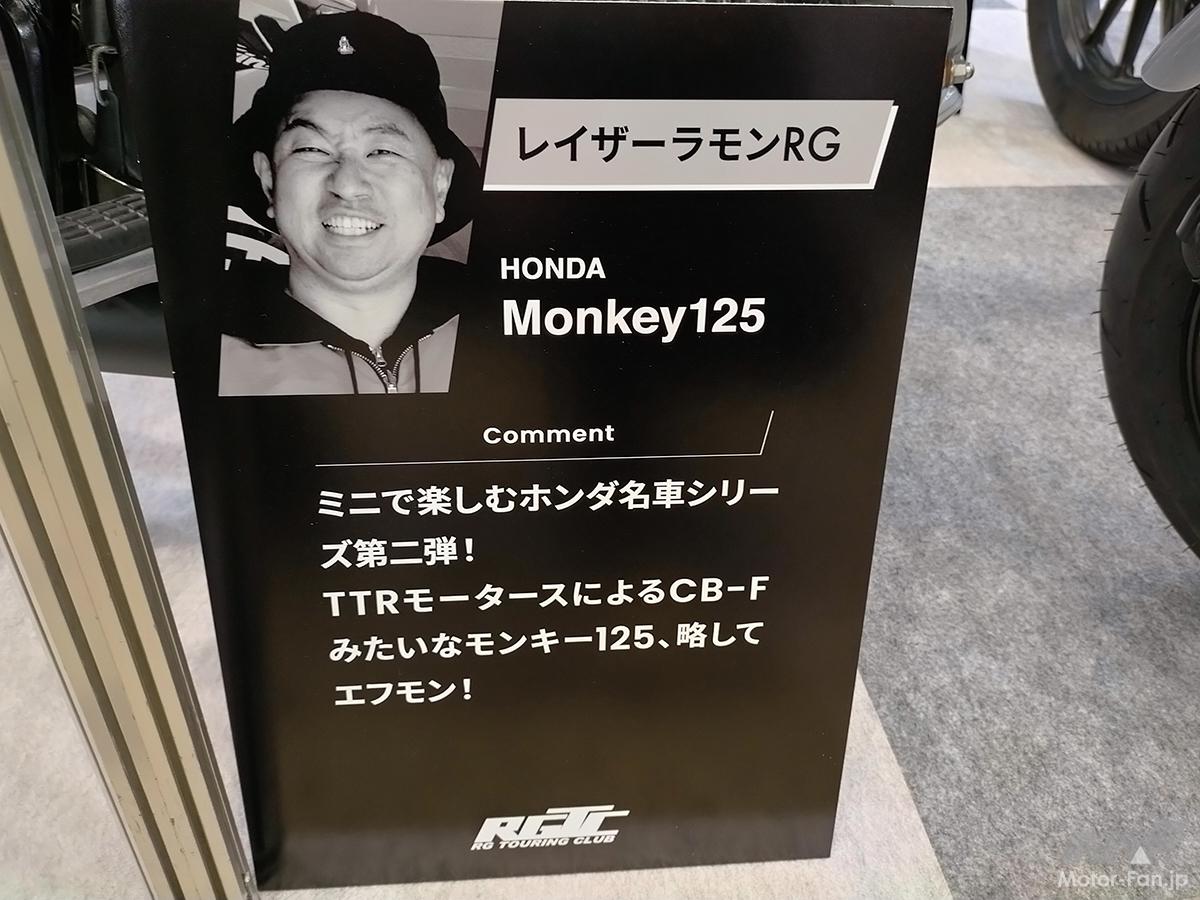 レイザーラモンRG
HONDA
Monkey125
Comment
ミニで楽しむホンダ名車シリー
ズ第二弾!
TTRモータースによるCB-F
みたいなモンキー125、略して
エフモン!
RGTC
RG TOURING CLUB
Motor-Fan.jp